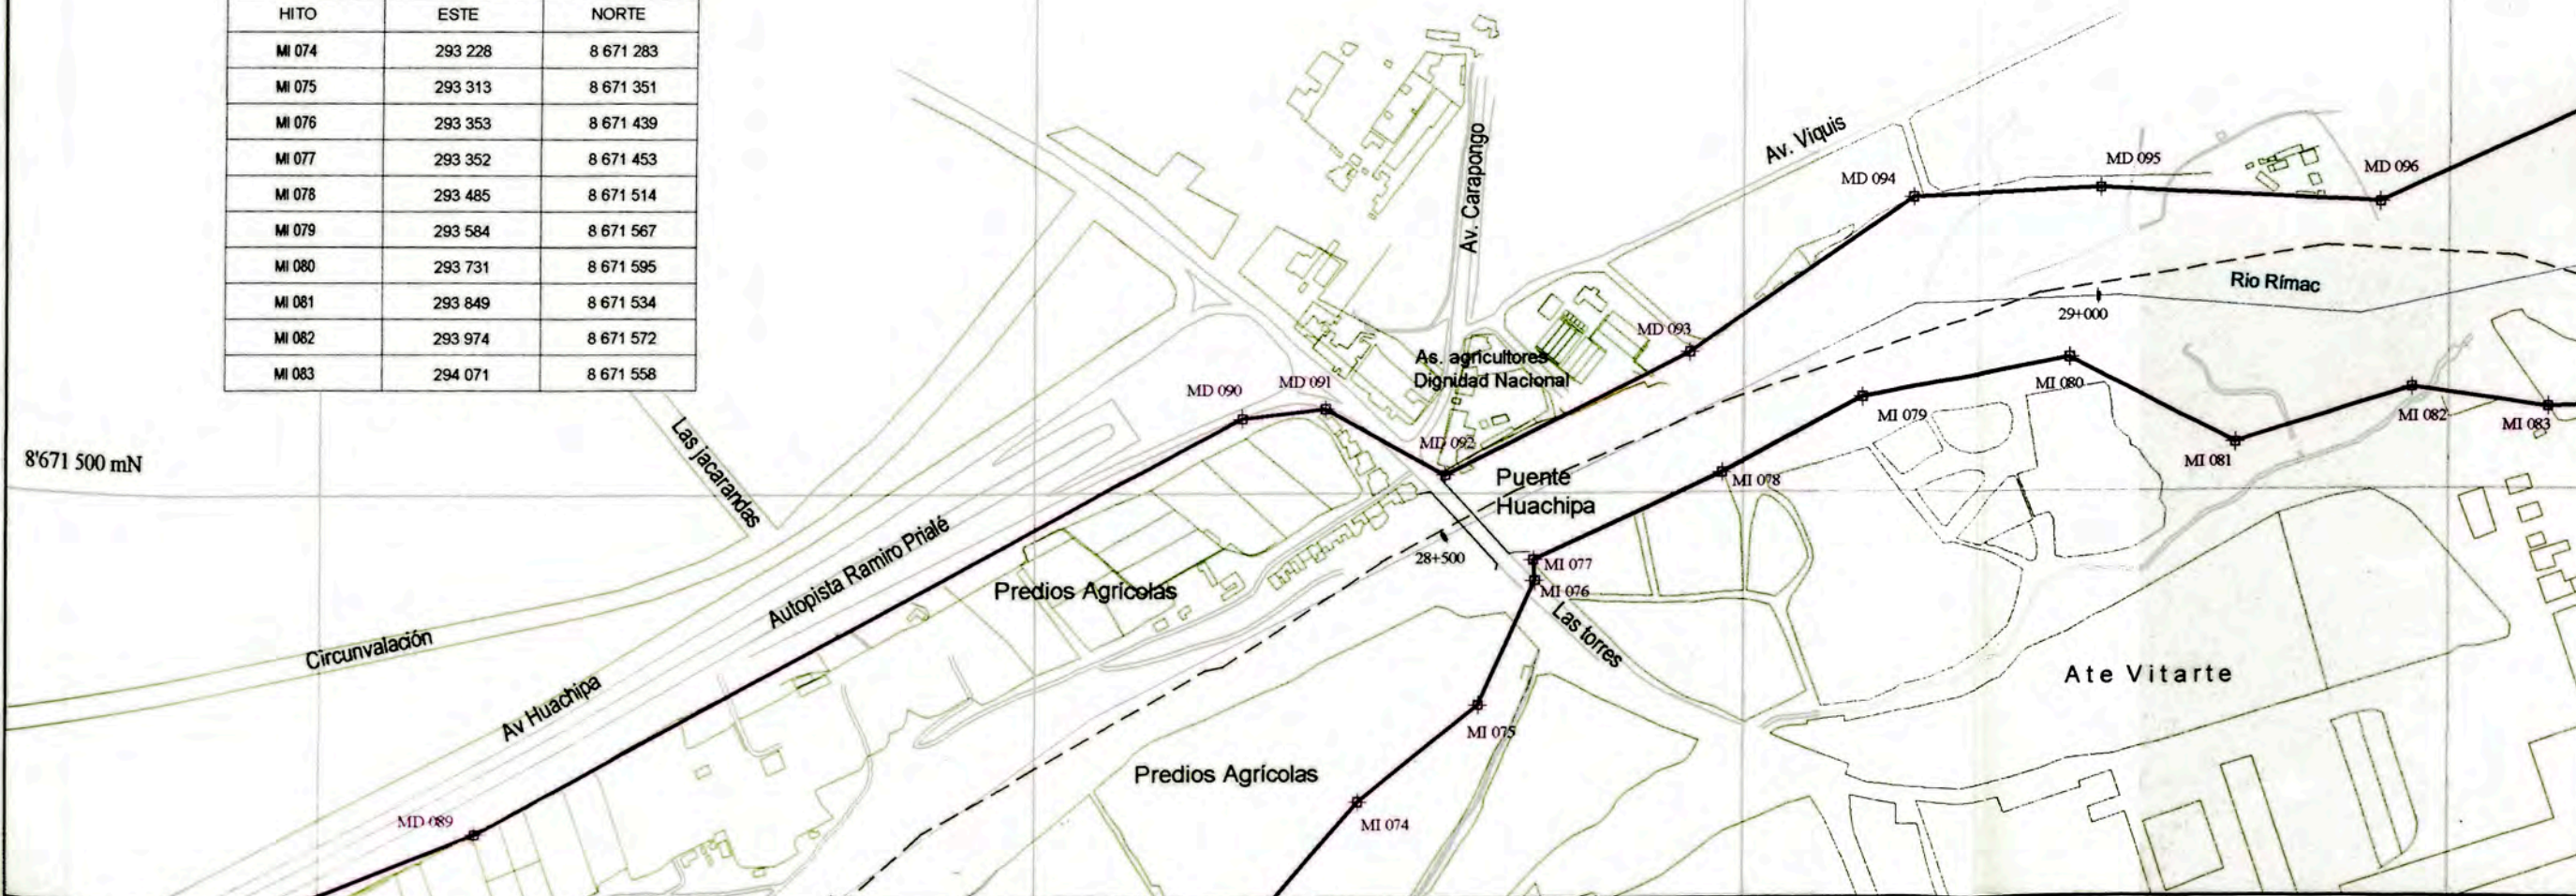 HITO ESTE NORTE
MI 074 293 228 8 671 283
MI 075 293 313 8 671 351
MI 076 293 353 8 671 439
MI 077 293 352 8 671 453
MI 078 293 485 8 671 514
MI 079 293 584 8 671 567
MI 080 293 731 8 671 595
MI 081 293 849 8 671 534
MI 082 293 974 8 671 572
MI 083 294 071 8 671 558
Av. Viquis
Av. Carapongo
MD 094
MD 095
MD 096
Rio Rímac
29+000
MD 093
As. agricultores
Dignidad Nacional
MD 090
MD 091
MD 092
MI 080
MI 079
MI 082
MI 083
MI 081
MI 078
Las jacarandas
8'671 500 mN
Puente
Huachipa
28+500
MI 077
MI 076
Las torres
Autopista Ramiro Prialé
Predios Agrícolas
Circunvalación
Av Huachipa
Ate Vitarte
MI 075
Predios Agrícolas
MD 089
MI 074